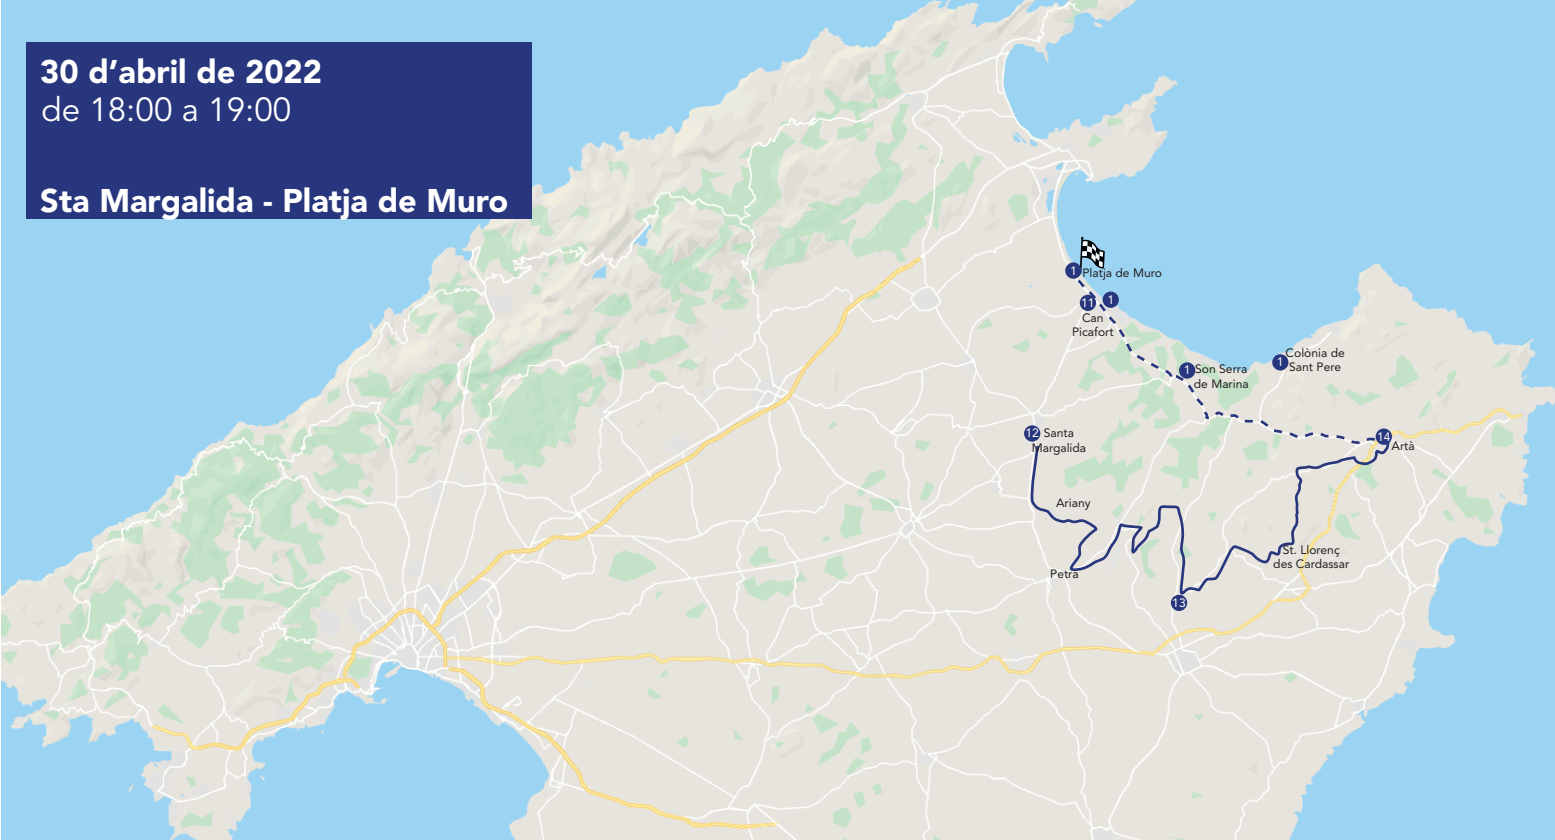 30 d'abril de 2022
de 18:00 a 19:00
Sta Margalida - Platja de Muro
1
Platja de Muro
11
1
Can
Picafort
1
Son Serra
de Marina
1
Colònia de
Sant Pere
12
Santa
Margalida
14
Artà
Ariany
Petra
St. Llorenç
des Cardassar
13